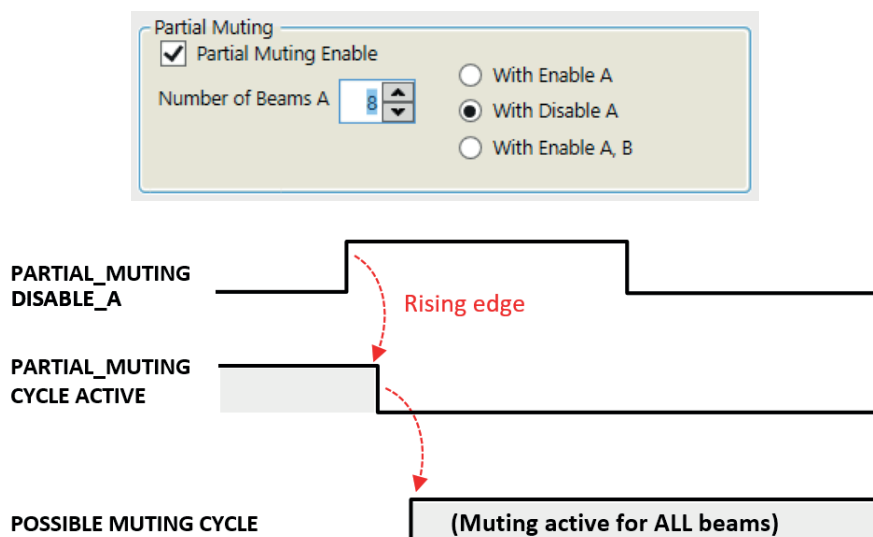 Partial Muting
Partial Muting Enable
Number of Beams A 8
With Enable A
With Disable A
With Enable A, B
PARTIAL_MUTING
DISABLE_A
Rising edge
PARTIAL_MUTING
CYCLE ACTIVE
POSSIBLE MUTING CYCLE (Muting active for ALL beams)